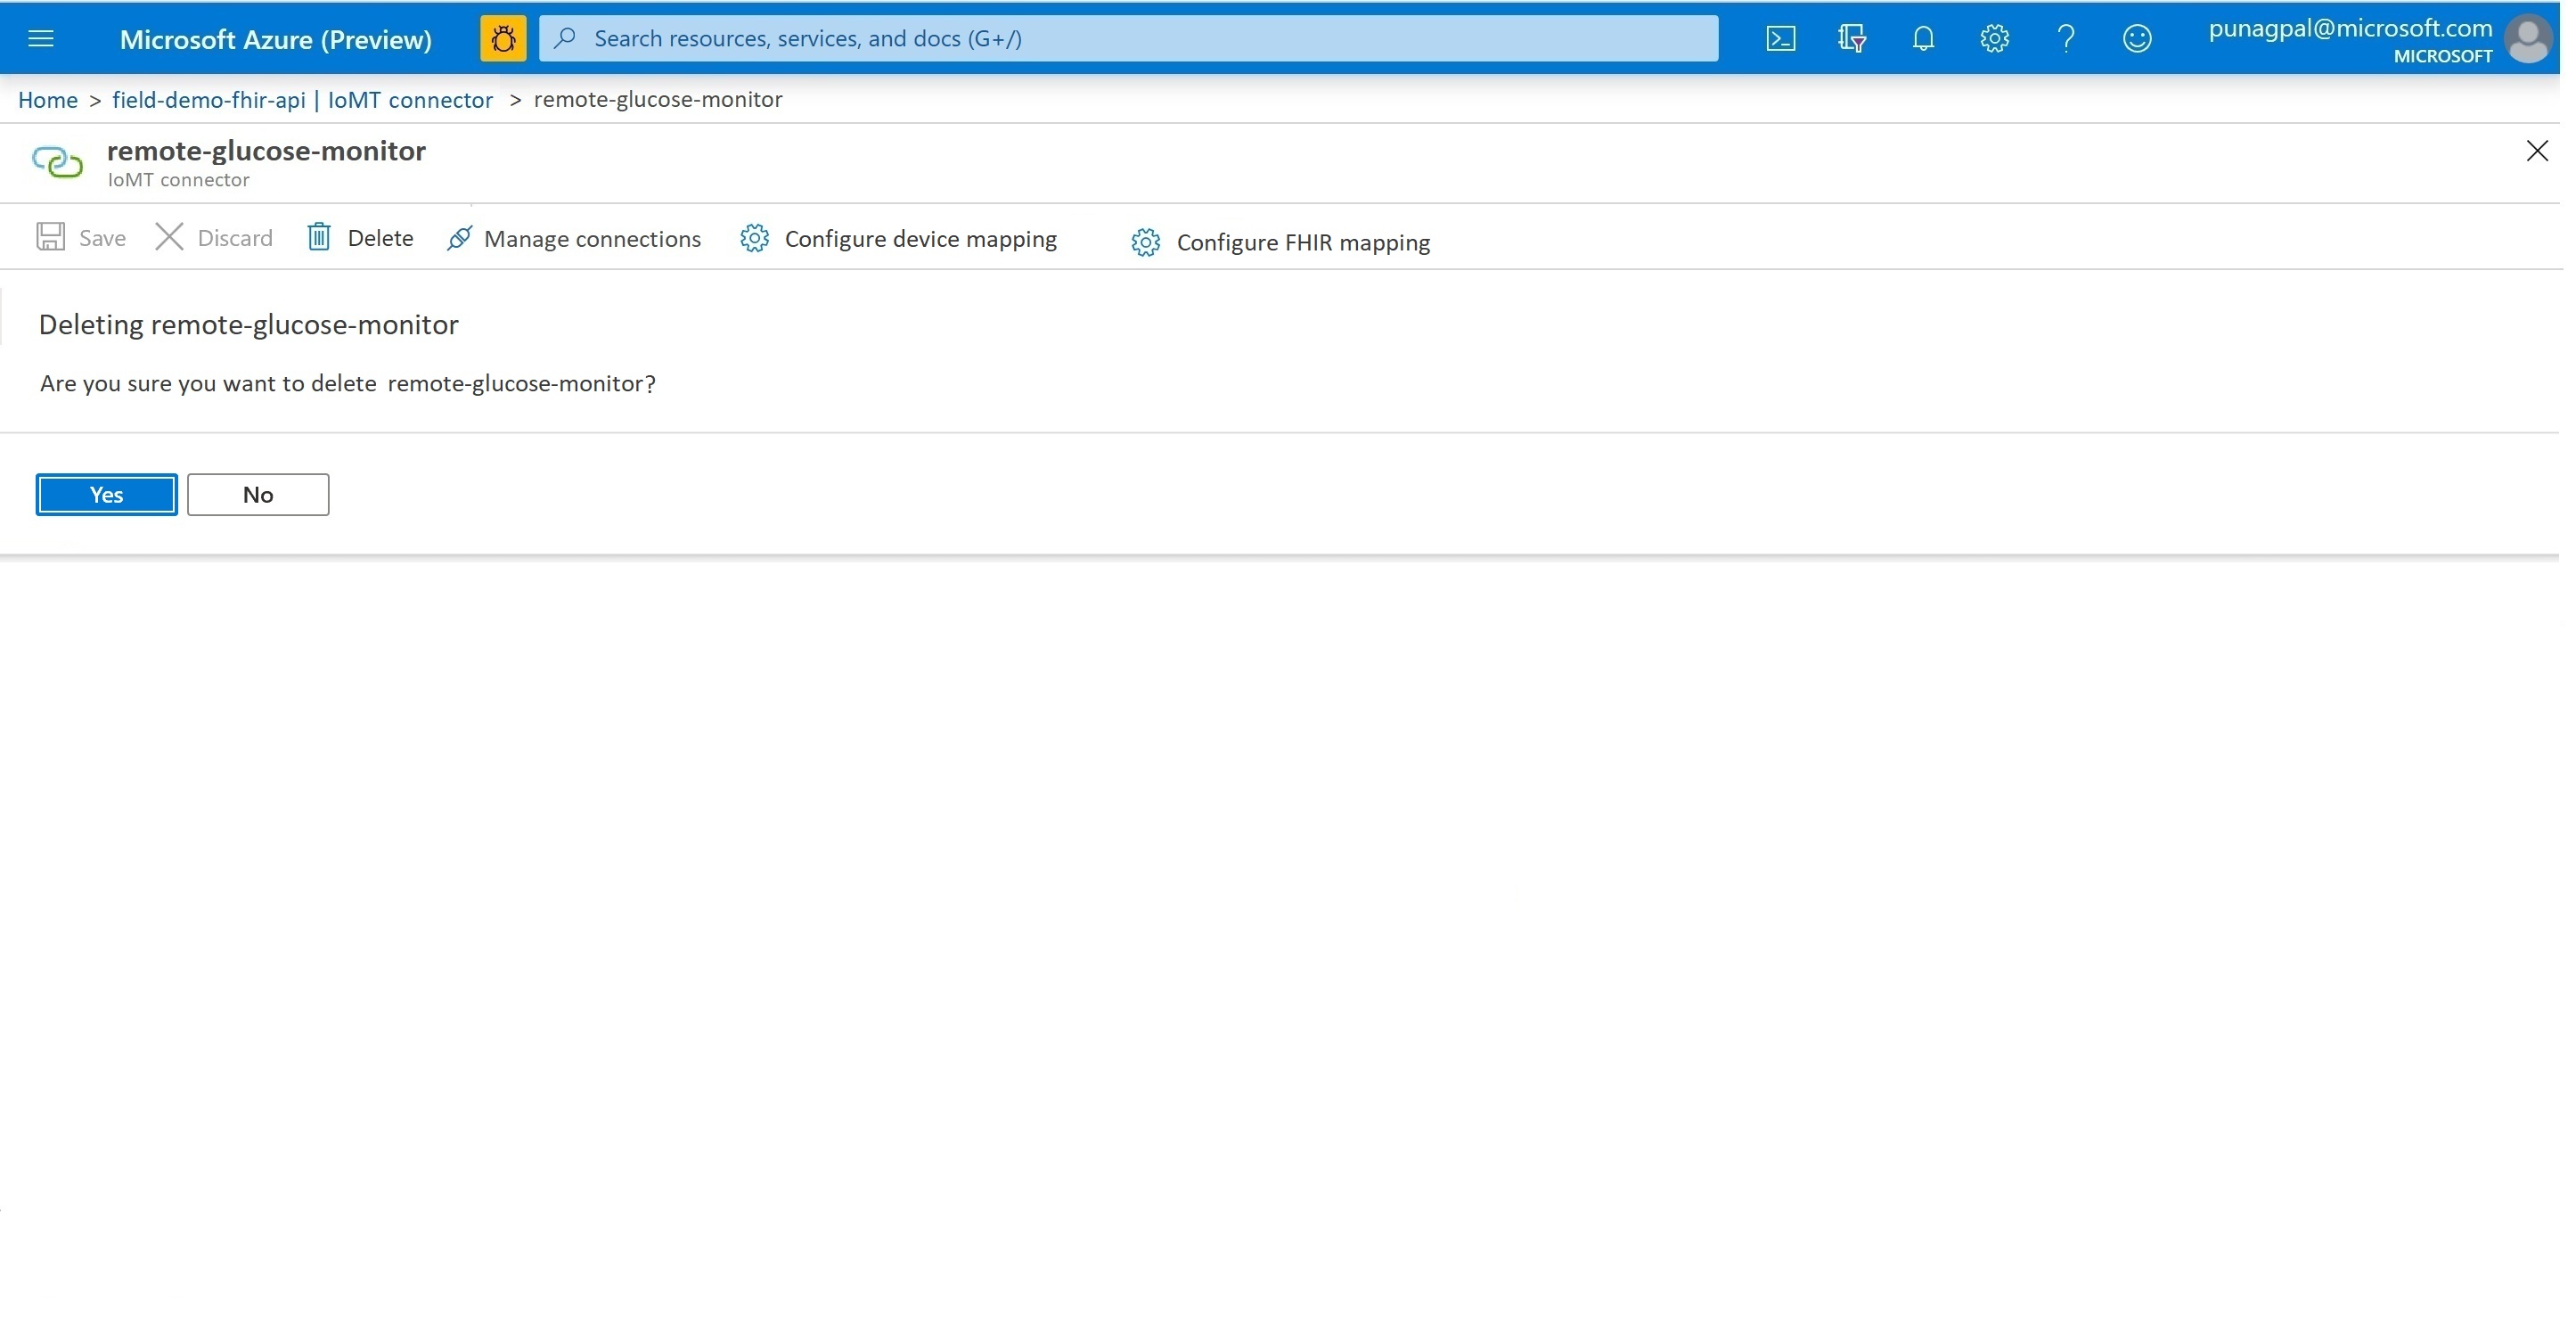 Microsoft Azure (Preview)
Search resources, services, and docs (G+/)
punagpal@microsoft.com
MICROSOFT
Home > field-demo-fhir-api | IoMT connector > remote-glucose-monitor
remote-glucose-monitor
IoMT connector
Save Discard Delete Manage connections Configure device mapping Configure FHIR mapping
Deleting remote-glucose-monitor
Are you sure you want to delete remote-glucose-monitor?
Yes No